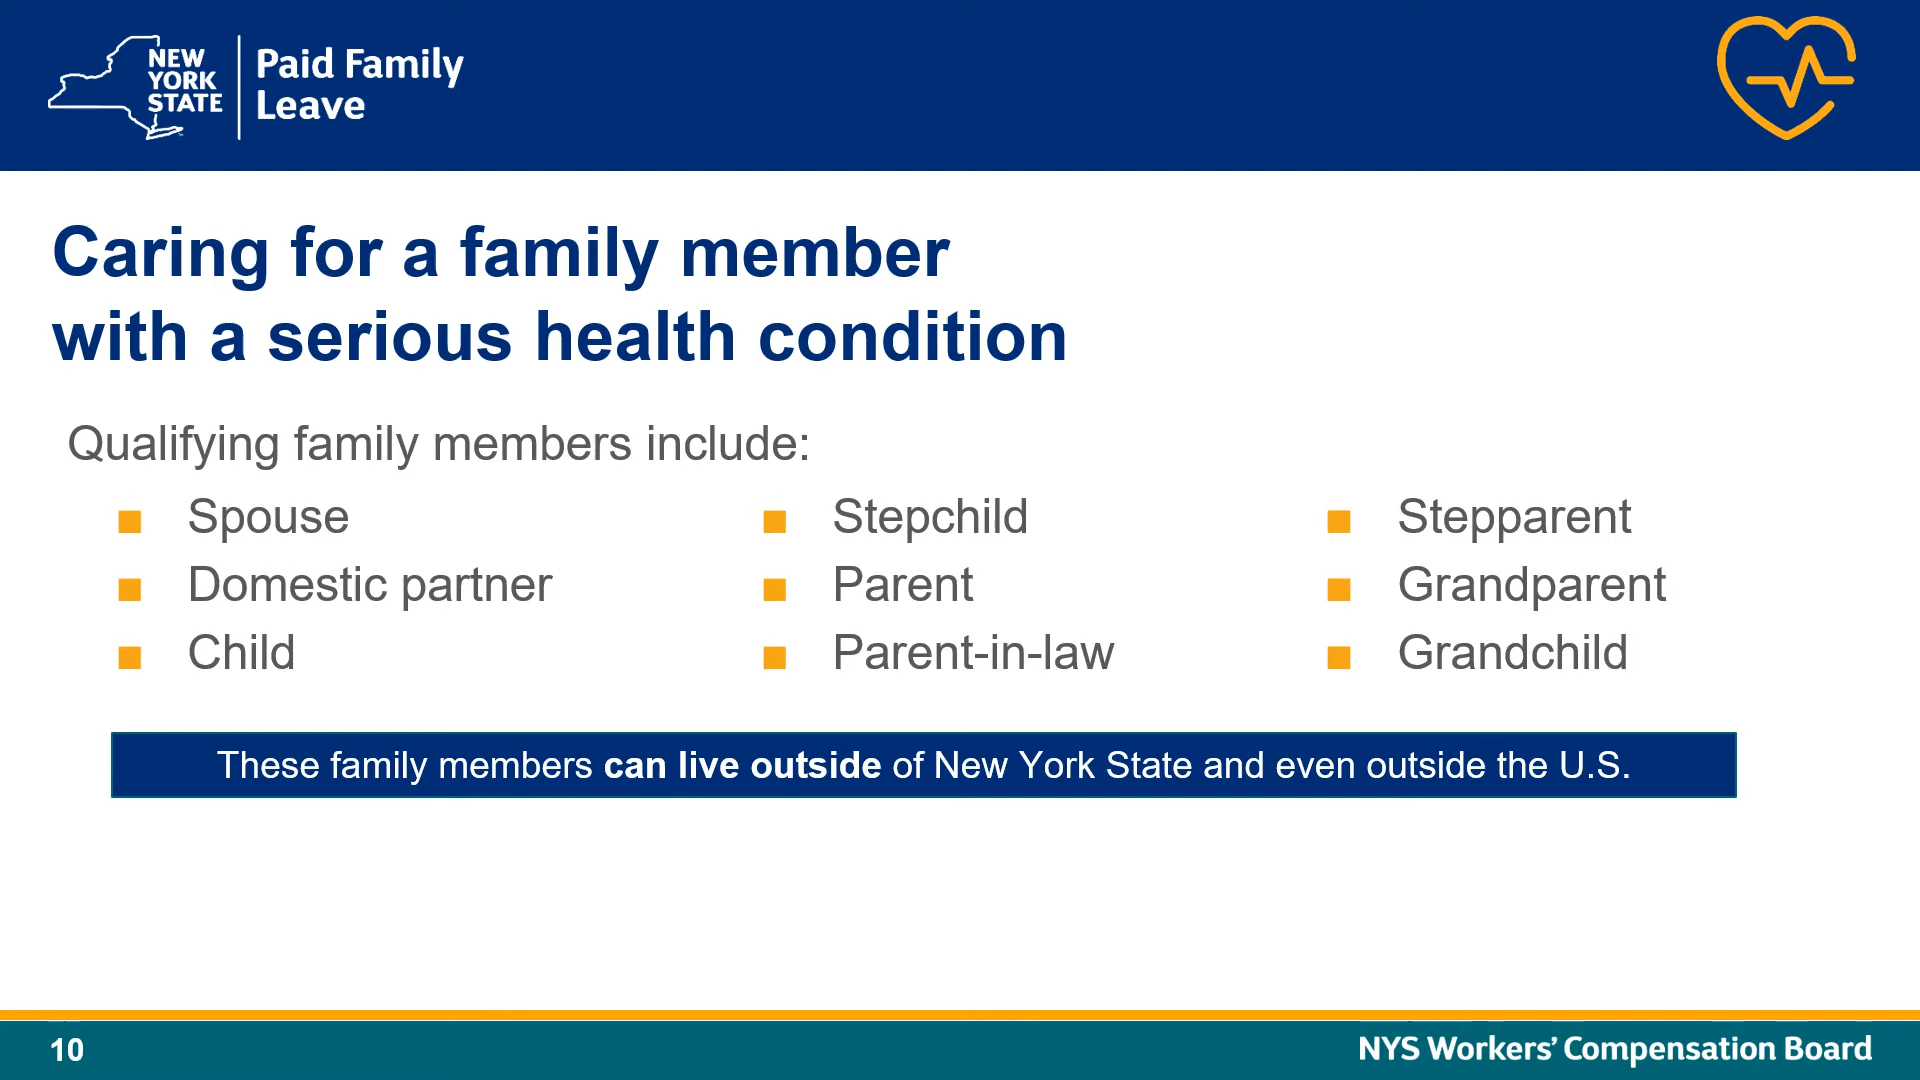 NEW
YORK
STATE
Paid Family
Leave
Caring for a family member
with a serious health condition
Qualifying family members include:
■ Spouse
■ Domestic partner
■ Child
■ Stepchild
■ Parent
■ Parent-in-law
■ Stepparent
■ Grandparent
■ Grandchild
These family members can live outside of New York State and even outside the U.S.
10
NYS Workers’ Compensation Board